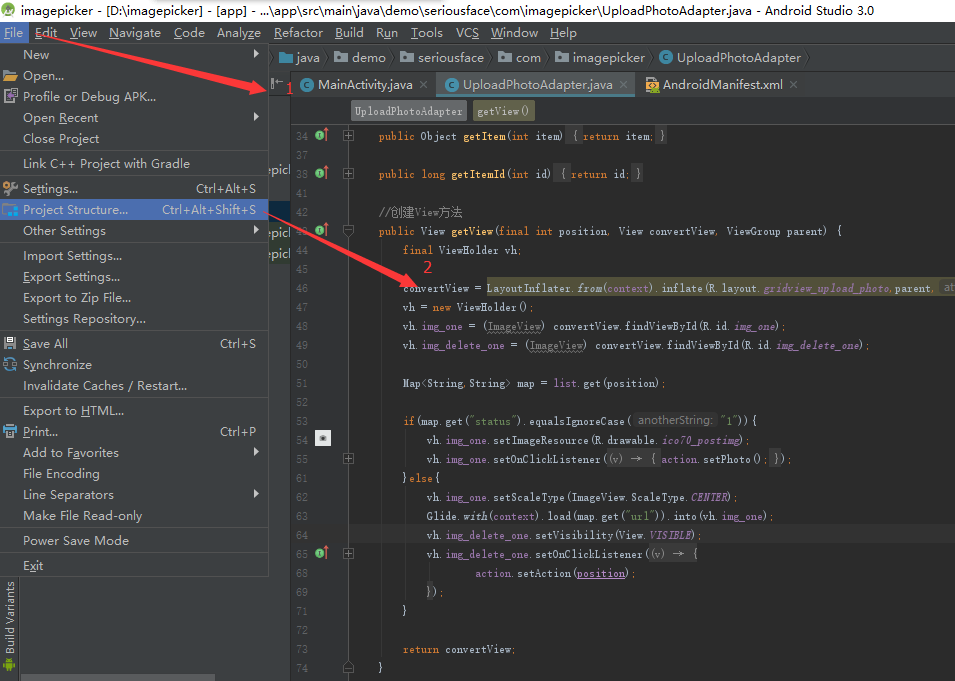 imagepicker - [D:\imagepicker] - [app] - ...\app\src\main\java\demo\seriousface\com\imagepicker\UploadPhotoAdapter.java - Android Studio 3.0
File Edit View Navigate Code Analyze Refactor Build Run Tools VCS Window Help
java demo seriousface com imagepicker UploadPhotoAdapter
MainActivity.java UploadPhotoAdapter.java AndroidManifest.xml
UploadPhotoAdapter getView()
New
Open...
Profile or Debug APK...
Open Recent
Close Project
Link C++ Project with Gradle
Settings... Ctrl+Alt+S
Project Structure... Ctrl+Alt+Shift+S
Other Settings
Import Settings...
Export Settings...
Export to Zip File...
Settings Repository...
Save All Ctrl+S
Synchronize
Invalidate Caches / Restart...
Export to HTML...
Print... Ctrl+P
Add to Favorites
File Encoding
Line Separators
Make File Read-only
Power Save Mode
Exit
Build Variants
1
2
34 public Object getItem(int item) { return item; }
37
38 public long getItemId(int id) { return id; }
41
42 //创建View方法
public View getView(final int position, View convertView, ViewGroup parent) {
44 final ViewHolder vh;
45
46 convertView = LayoutInflater.from(context).inflate(R.layout.gridview_upload_photo,parent, at
47 vh = new ViewHolder();
48 vh.img_one = (ImageView) convertView.findViewById(R.id.img_one);
49 vh.img_delete_one = (ImageView) convertView.findViewById(R.id.img_delete_one);
50
51 Map<String,String> map = list.get(position);
52
53 if(map.get("status").equalsIgnoreCase( anotherString: "1")){
54 vh.img_one.setImageResource(R.drawable.ico70_postimg);
55 vh.img_one.setOnClickListener((v) → { action.setPhoto(); });
61 }else{
62 vh.img_one.setScaleType(ImageView.ScaleType.CENTER);
63 Glide.with(context).load(map.get("url")).into(vh.img_one);
64 vh.img_delete_one.setVisibility(View.VISIBLE);
65 vh.img_delete_one.setOnClickListener((v) → {
68 action.setAction(position);
69 });
71 }
72
73 return convertView;
74 }